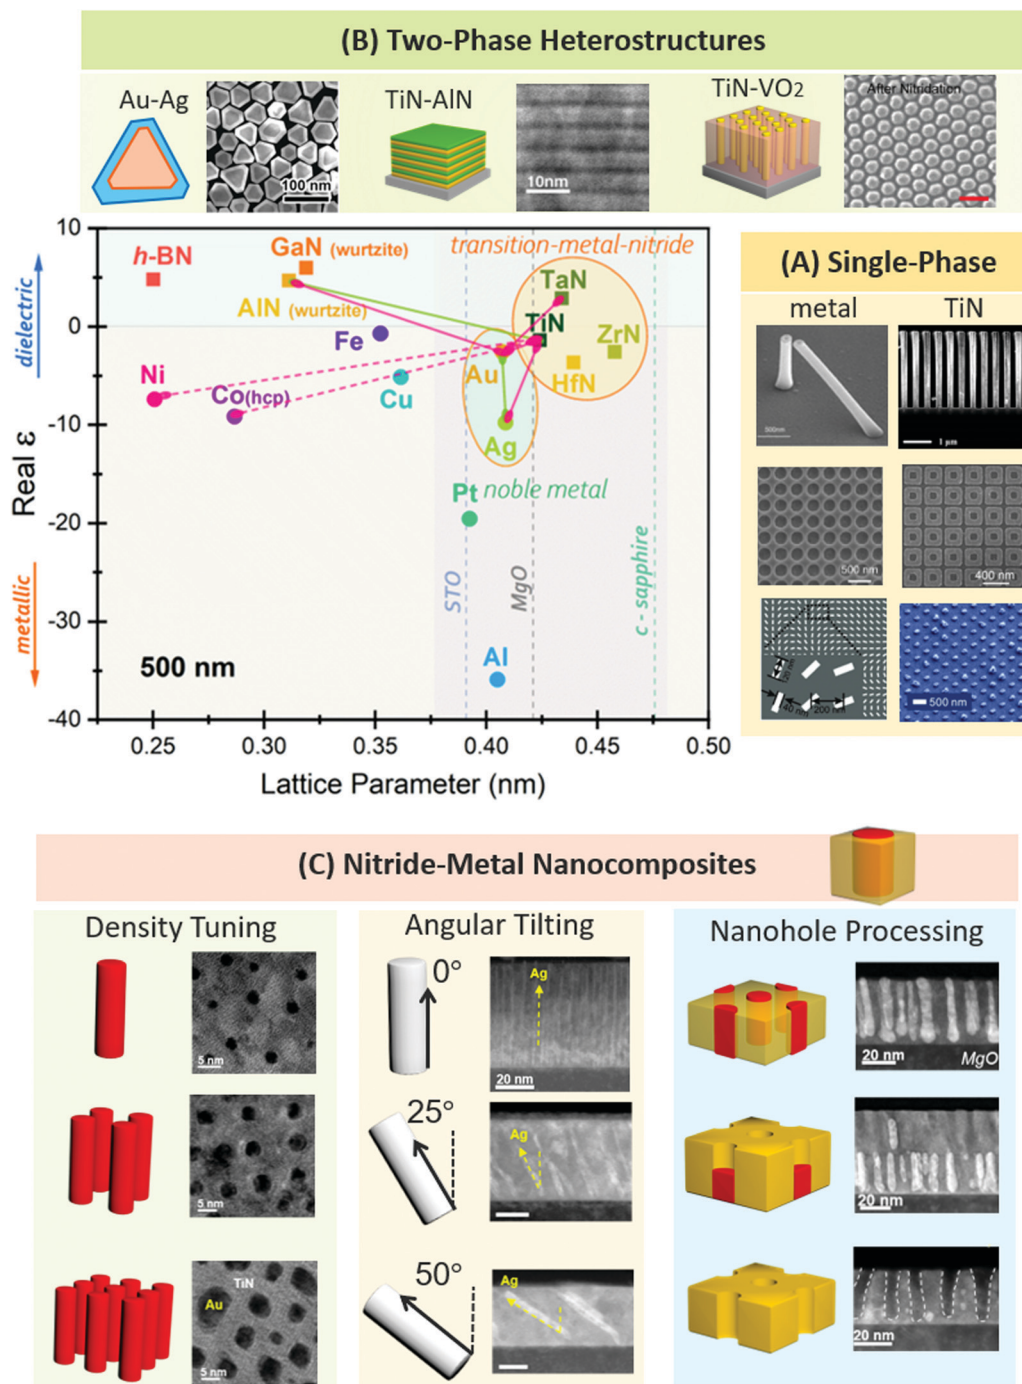 (B) Two-Phase Heterostructures
Au-Ag
100 nm
TiN-AlN
10nm
TiN-VO2
After Nitridation
10
0
-10
-20
-30
-40
0.25
0.30
0.35
0.40
0.45
0.50
Lattice Parameter (nm)
Real ε
dielectric
metallic
h-BN
GaN (wurtzite)
AlN (wurtzite)
transition-metal-nitride
TaN
TiN
ZrN
HfN
Fe
Ni
Co(hcp)
Cu
Au
Ag
Pt
noble metal
STO
MgO
c - sapphire
Al
500 nm
(A) Single-Phase
metal
TiN
500nm
1 µm
500 nm
400 nm
200 nm
500 nm
(C) Nitride-Metal Nanocomposites
Density Tuning
5 nm
5 nm
TiN
Au
5 nm
Angular Tilting
0°
Ag
20 nm
25°
Ag
50°
Ag
Nanohole Processing
20 nm
MgO
20 nm
20 nm